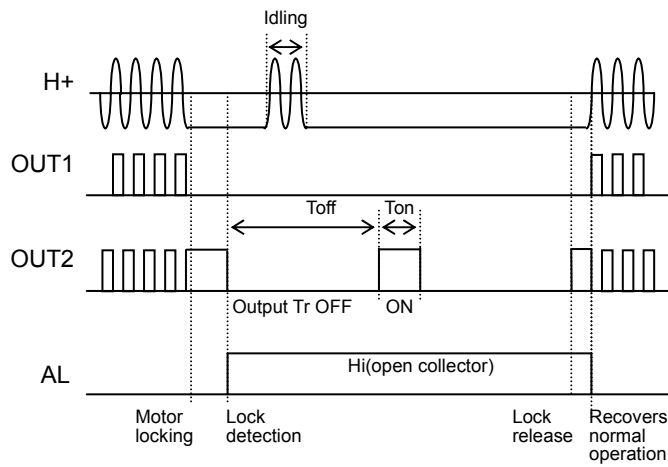 Idling
H+
OUT1
Toff
Ton
OUT2
Output Tr OFF
ON
AL
Hi(open collector)
Motor
locking
Lock
detection
Lock
release
Recovers
normal
operation